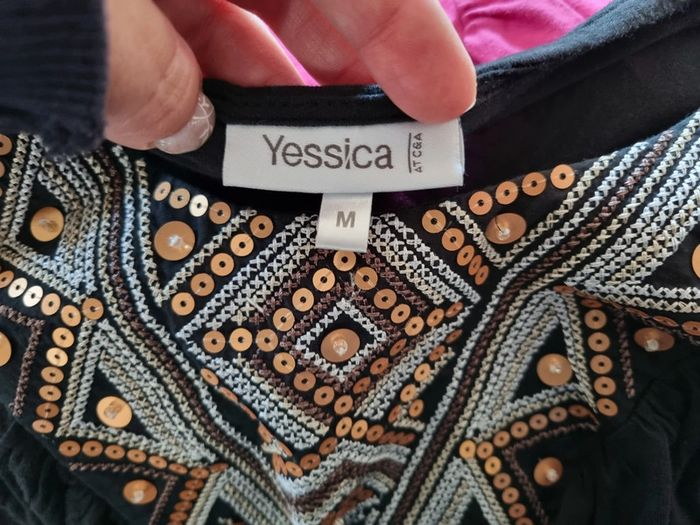 Yessica
AT C&A
M